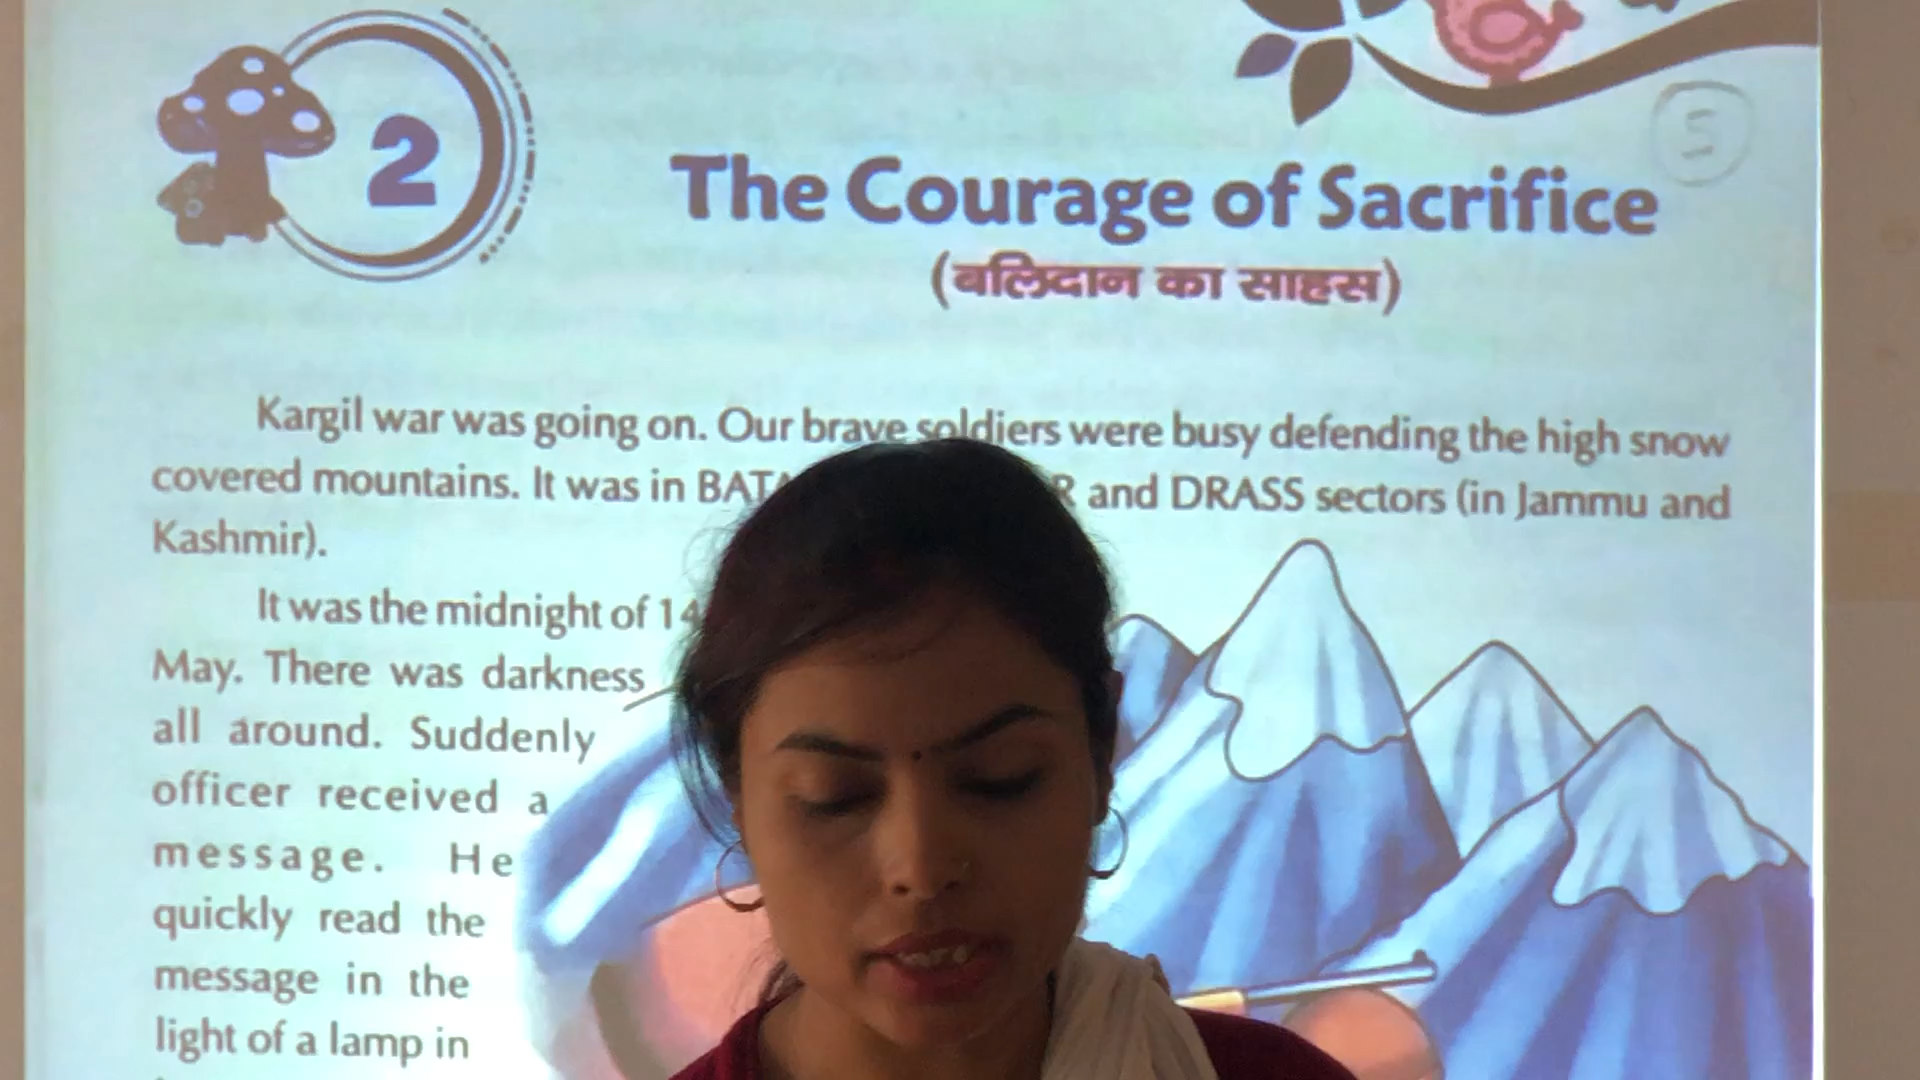 2
5
The Courage of Sacrifice
(बलिदान का साहस)
Kargil war was going on. Our brave soldiers were busy defending the high snow
covered mountains. It was in and DRASS sectors (in Jammu and
Kashmir).
It was the midnight of 14
May. There was darkness
all around. Suddenly
officer received a
message. He
quickly read the
message in the
light of a lamp in